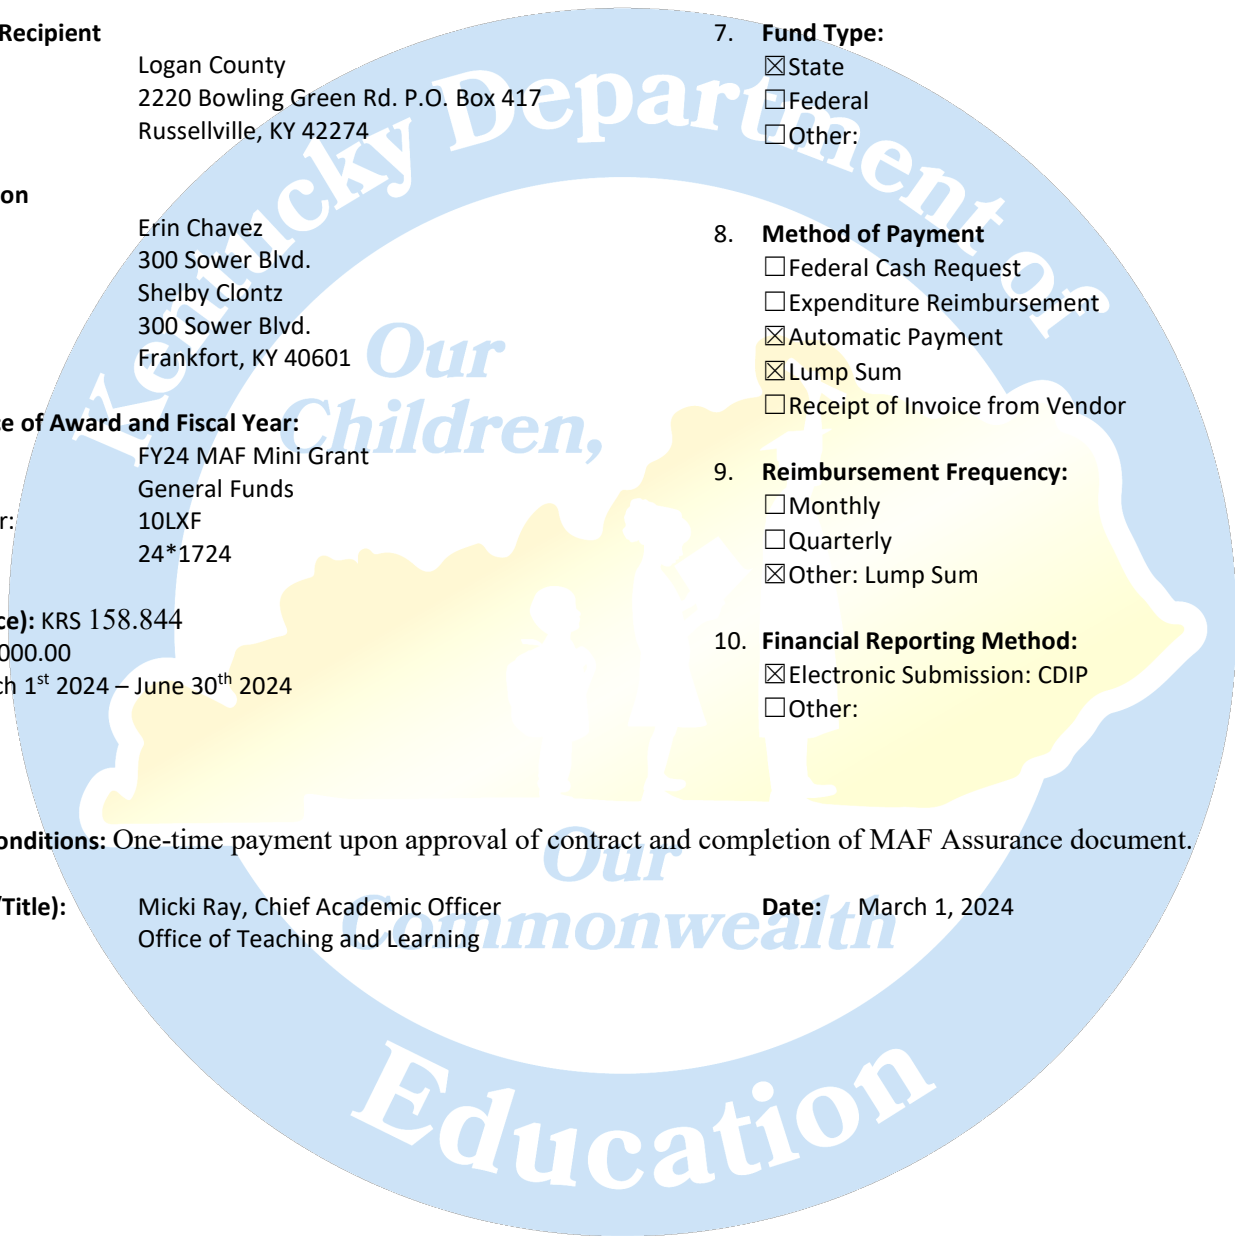 Recipient
Logan County
2220 Bowling Green Rd. P.O. Box 417
Russellville, KY 42274
on
Erin Chavez
300 Sower Blvd.
Shelby Clontz
300 Sower Blvd.
Frankfort, KY 40601
e of Award and Fiscal Year:
FY24 MAF Mini Grant
General Funds
r: 10LXF
24*1724
ce): KRS 158.844
000.00
ch 1st 2024 – June 30th 2024
7. Fund Type:
☒State
☐Federal
☐Other:
8. Method of Payment
☐Federal Cash Request
☐Expenditure Reimbursement
☒Automatic Payment
☒Lump Sum
☐Receipt of Invoice from Vendor
9. Reimbursement Frequency:
☐Monthly
☐Quarterly
☒Other: Lump Sum
10. Financial Reporting Method:
☒Electronic Submission: CDIP
☐Other:
onditions: One-time payment upon approval of contract and completion of MAF Assurance document.
/Title): Micki Ray, Chief Academic Officer Date: March 1, 2024
Office of Teaching and Learning
Kentucky Department of
Education
Our
Children,
Our
Commonwealth